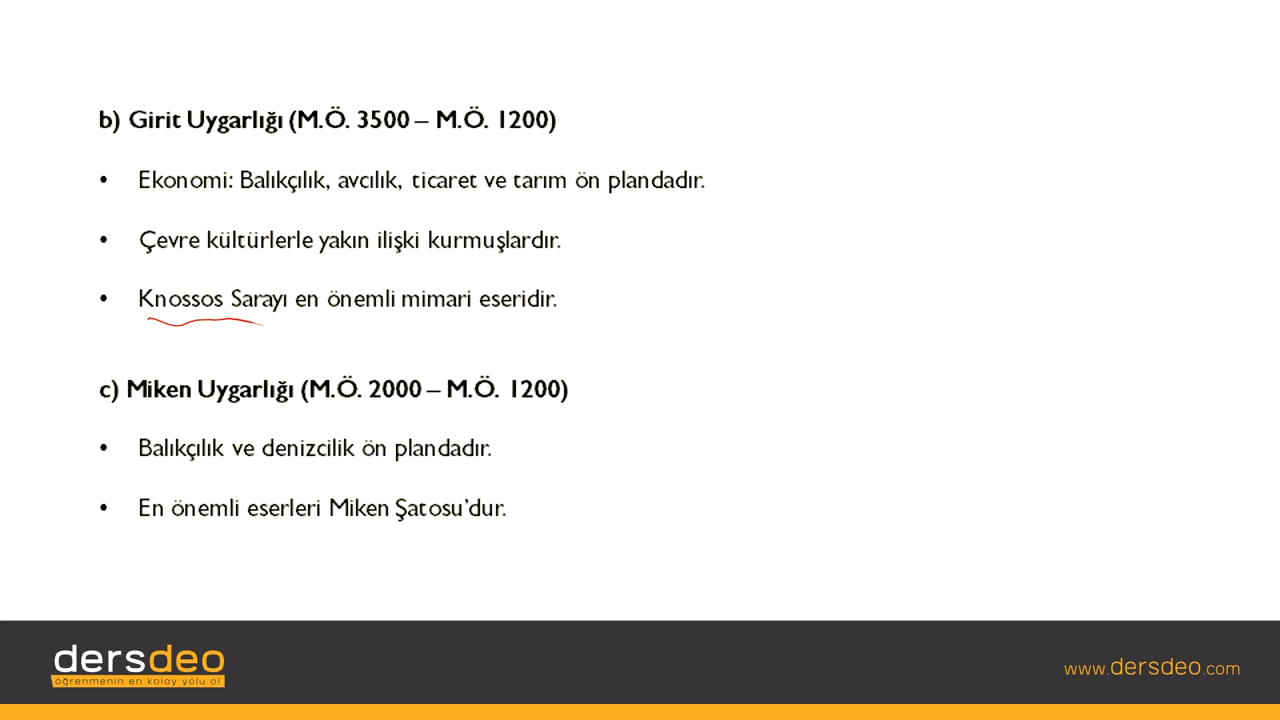 b) Girit Uygarlığı (M.Ö. 3500 – M.Ö. 1200)
• Ekonomi: Balıkçılık, avcılık, ticaret ve tarım ön plandadır.
• Çevre kültürlerle yakın ilişki kurmuşlardır.
• Knossos Sarayı en önemli mimari eseridir.
c) Miken Uygarlığı (M.Ö. 2000 – M.Ö. 1200)
• Balıkçılık ve denizcilik ön plandadır.
• En önemli eserleri Miken Şatosu’dur.
dersdeo
öğrenmenin en kolay yolu o!
www.dersdeo.com